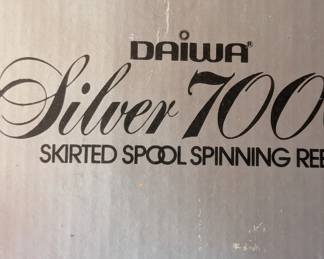 DAIWA®
Silver 700
SKIRTED SPOOL SPINNING REE